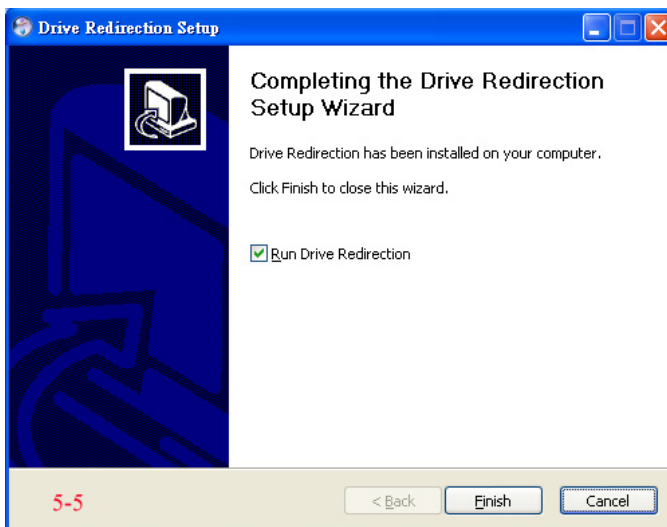 Drive Redirection Setup
Completing the Drive Redirection
Setup Wizard
Drive Redirection has been installed on your computer.
Click Finish to close this wizard.
Run Drive Redirection
5-5
< Back
Finish
Cancel